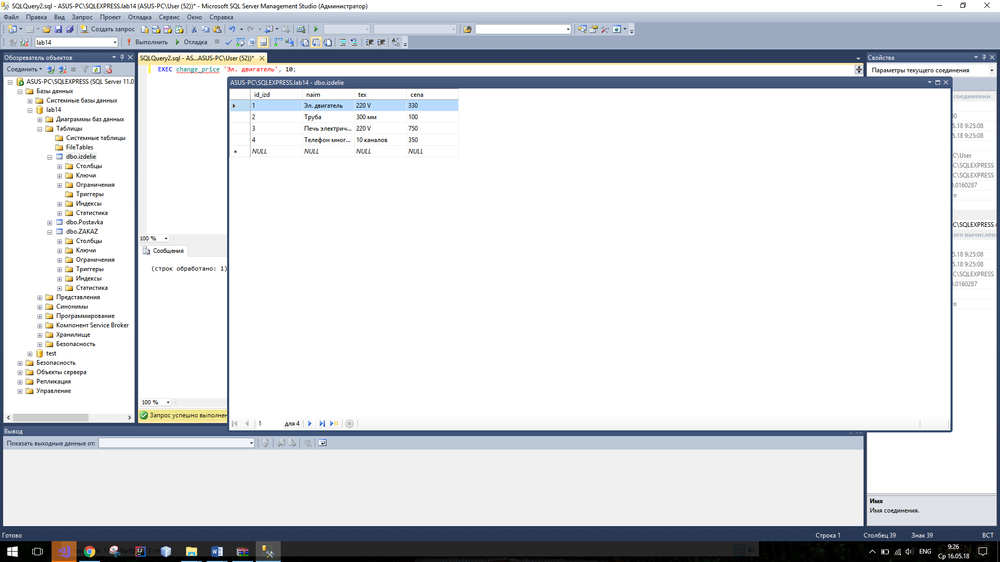 SQLQuery2.sql - ASUS-PC\SQLEXPRESS.lab14 (ASUS-PC\User (52))* - Microsoft SQL Server Management Studio (Администратор)
Файл Правка Вид Запрос Проект Отладка Сервис Окно Справка
Создать запрос
lab14 Выполнить Отладка
Обозреватель объектов
Соединить
ASUS-PC\SQLEXPRESS (SQL Server 11.0
Базы данных
Системные базы данных
lab14
Диаграммы баз данных
Таблицы
Системные таблицы
FileTables
dbo.izdelie
Столбцы
Ключи
Ограничения
Триггеры
Индексы
Статистика
dbo.Postavka
dbo.ZAKAZ
Столбцы
Ключи
Ограничения
Триггеры
Индексы
Статистика
Представления
Синонимы
Программирование
Компонент Service Broker
Хранилище
Безопасность
test
Безопасность
Объекты сервера
Репликация
Управление
SQLQuery2.sql - AS...ASUS-PC\User (52))*
EXEC change_price 'Эл. двигатель', 10;
100 %
Сообщения
(строк обработано: 1)
100 %
Запрос успешно выполнен
ASUS-PC\SQLEXPRESS.lab14 - dbo.izdelie
id_izd naim tex cena
1 Эл. двигатель 220 V 330
2 Труба 300 мм 100
3 Печь электрич... 220 V 750
4 Телефон мног... 10 каналов 350
NULL NULL NULL NULL
1 для 4
Свойства
Параметры текущего соединения
соединении
00
5.18 9:25:08
5.18 9:25:08
C\User
C\SQLEXPRESS
C\SQLEXPRESS
0.0160287
го
C\SQLEXPRESS (
ого вычислен
5.18 9:25:08
5.18 9:25:08
C\SQLEXPRESS
0.0160287
го
Имя
Имя соединения.
Вывод
Показать выходные данные от:
Готово Строка 1 Столбец 39 Знак 39 ВСТ
ENG
9:26
Ср 16.05.18